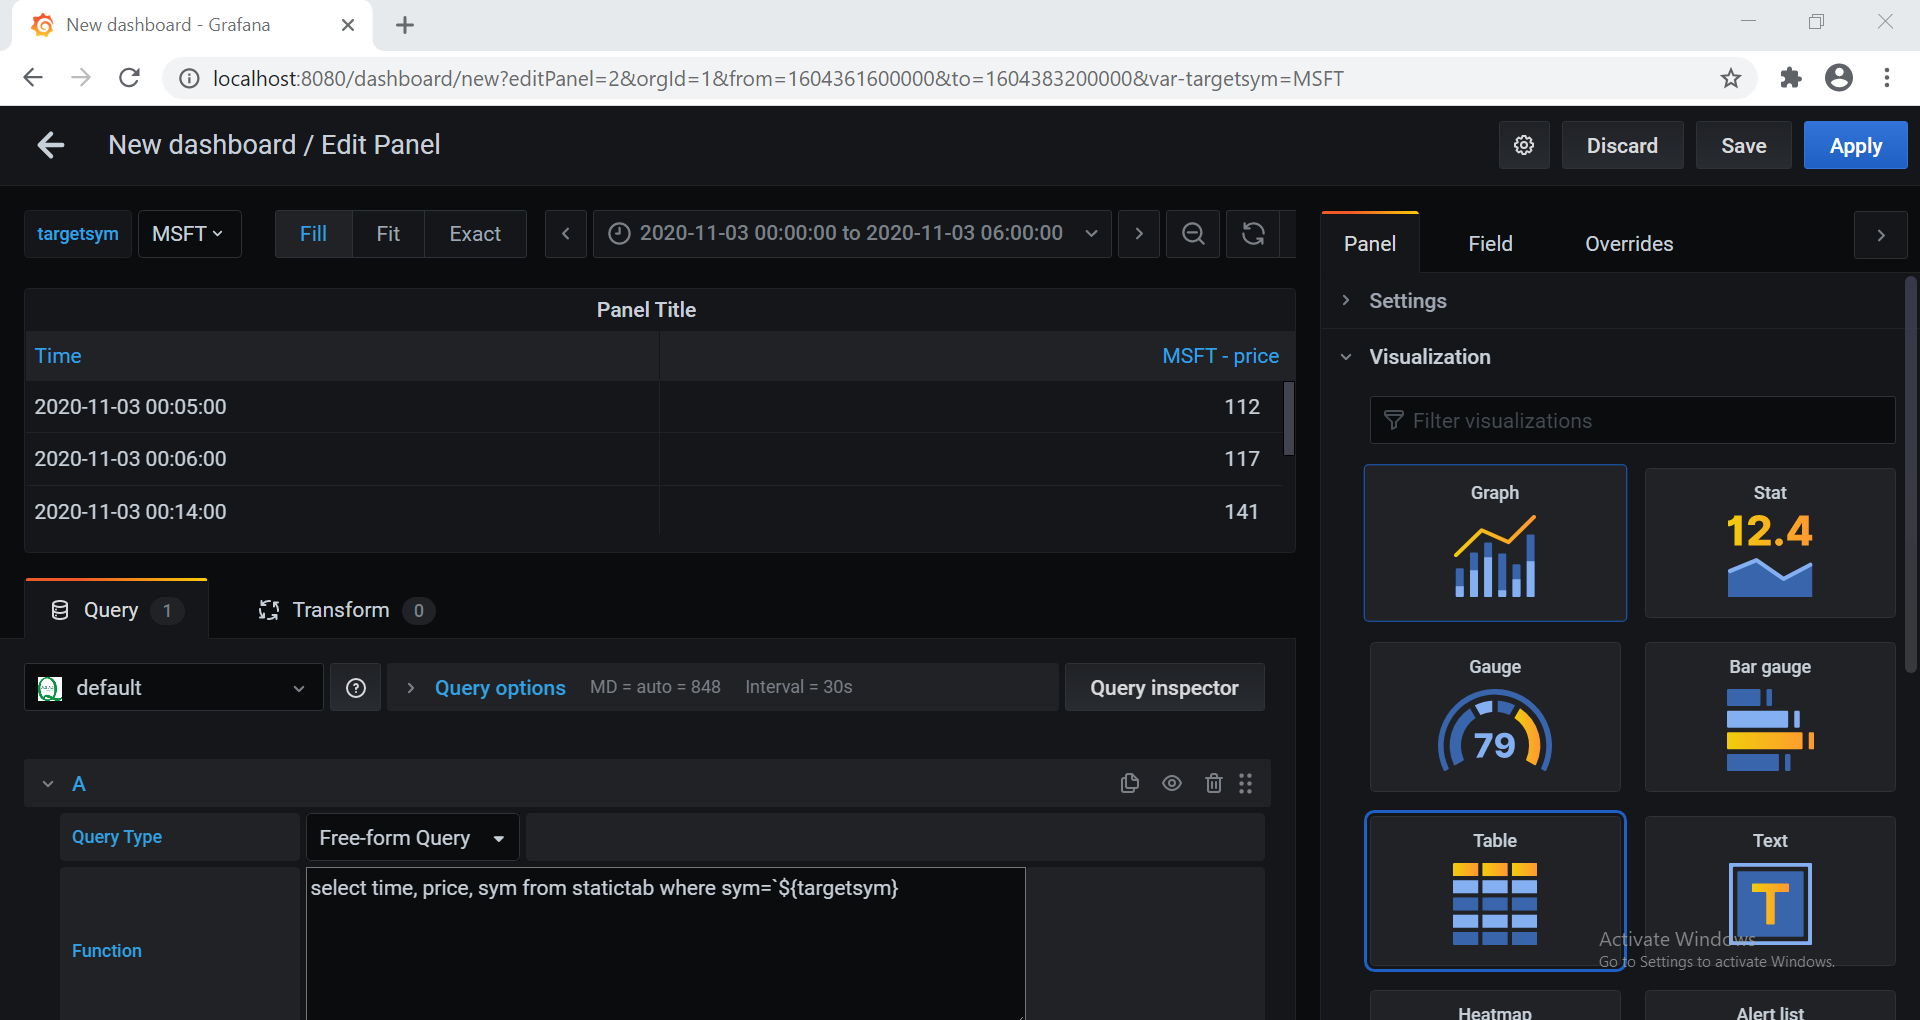 New dashboard - Grafana
localhost:8080/dashboard/new?editPanel=2&orgId=1&from=1604361600000&to=1604383200000&var-targetsym=MSFT
New dashboard / Edit Panel
Discard
Save
Apply
targetsym
MSFT
Fill
Fit
Exact
2020-11-03 00:00:00 to 2020-11-03 06:00:00
Panel Title
Time
MSFT - price
2020-11-03 00:05:00
112
2020-11-03 00:06:00
117
2020-11-03 00:14:00
141
Query
1
Transform
0
default
Query options
MD = auto = 848
Interval = 30s
Query inspector
A
Query Type
Free-form Query
Function
select time, price, sym from statictab where sym=`${targetsym}
Panel
Field
Overrides
Settings
Visualization
Filter visualizations
Graph
Stat
12.4
Gauge
79
Bar gauge
Table
Text
T
Activate Windows
Go to Settings to activate Windows.
Heatmap
Alert list